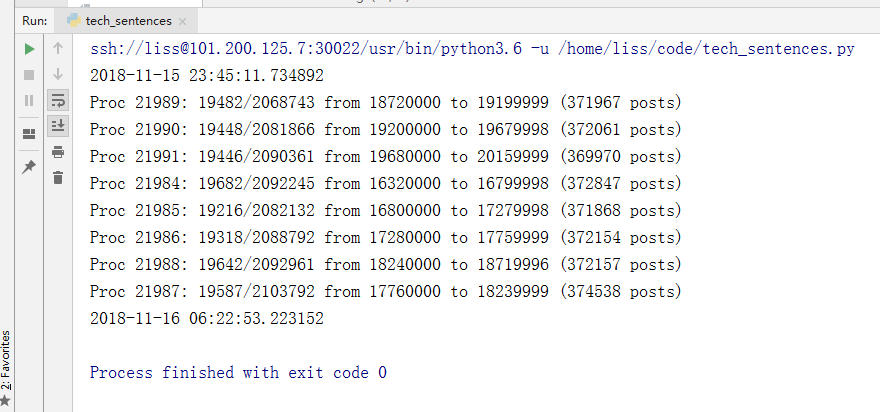 Run: tech_sentences
ssh://liss@101.200.125.7:30022/usr/bin/python3.6 -u /home/liss/code/tech_sentences.py
2018-11-15 23:45:11.734892
Proc 21989: 19482/2068743 from 18720000 to 19199999 (371967 posts)
Proc 21990: 19448/2081866 from 19200000 to 19679998 (372061 posts)
Proc 21991: 19446/2090361 from 19680000 to 20159999 (369970 posts)
Proc 21984: 19682/2092245 from 16320000 to 16799998 (372847 posts)
Proc 21985: 19216/2082132 from 16800000 to 17279998 (371868 posts)
Proc 21986: 19318/2088792 from 17280000 to 17759999 (372154 posts)
Proc 21988: 19642/2092961 from 18240000 to 18719996 (372157 posts)
Proc 21987: 19587/2103792 from 17760000 to 18239999 (374538 posts)
2018-11-16 06:22:53.223152
Process finished with exit code 0
2: Favorites